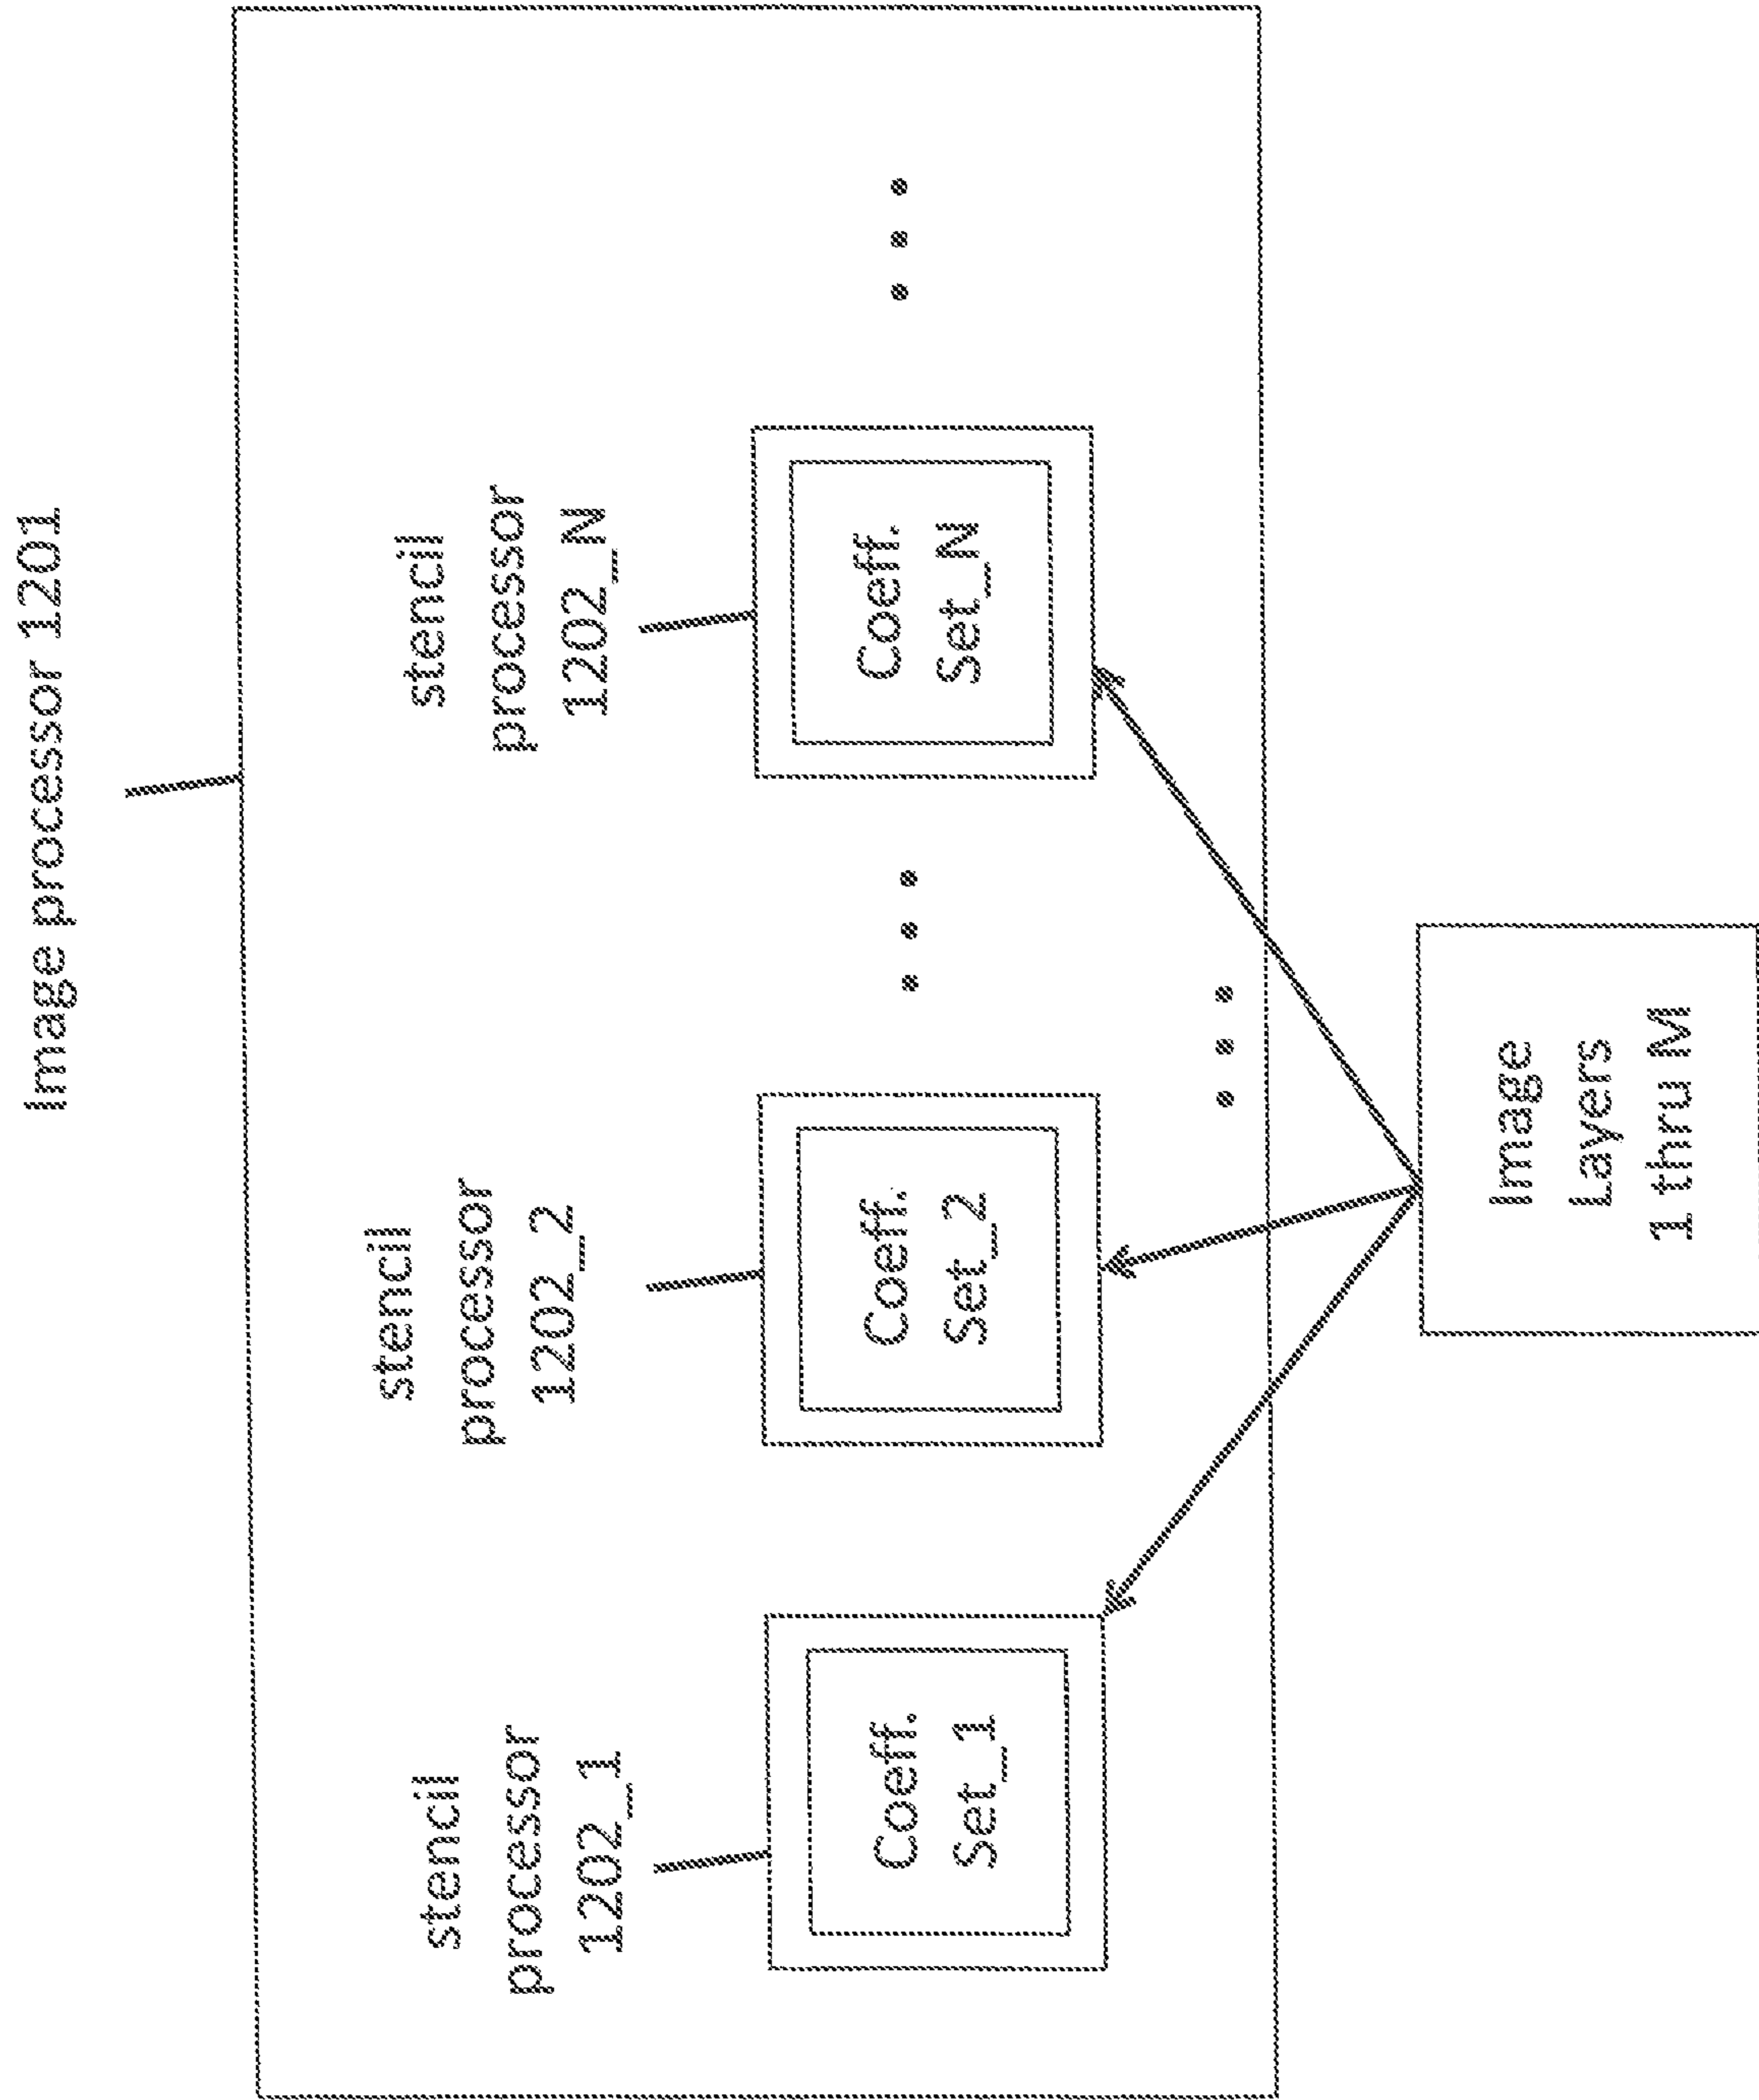 Image processor 1201
stencil
processor
1202_1
stencil
processor
1202_2
stencil
processor
1202_N
Coeff.
Set_1
Coeff.
Set_2
Coeff.
Set_N
Image
Layers
1 thru M